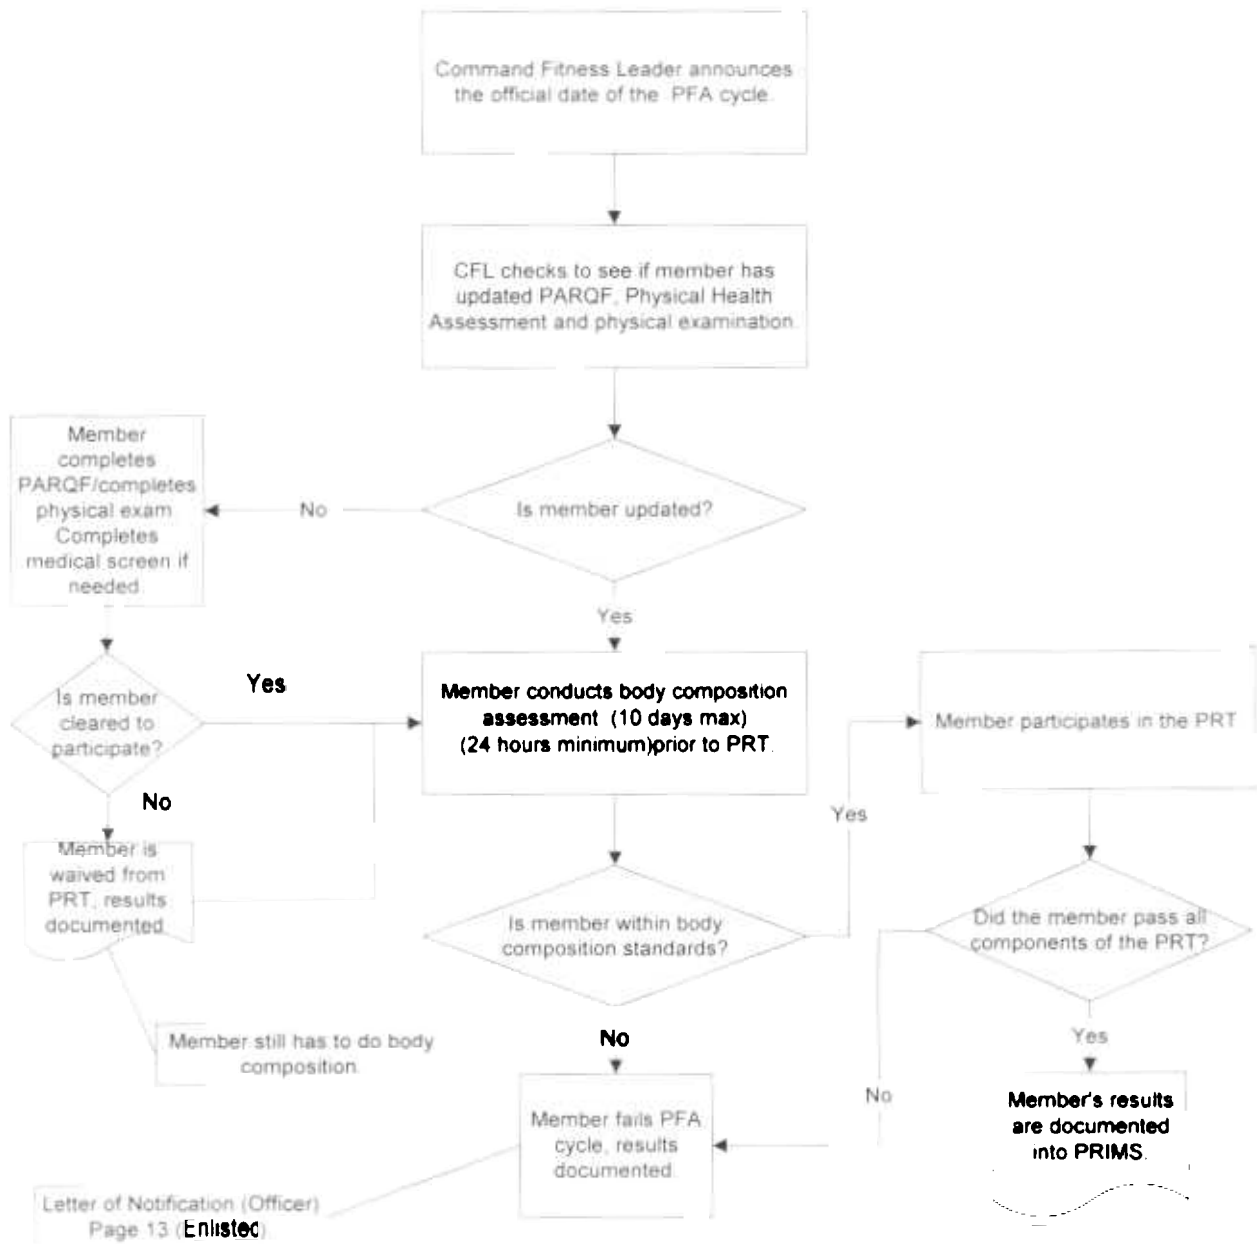 Command Fitness Leader announces
the official date of the PFA cycle.
CFL checks to see if member has
updated PARQF, Physical Health
Assessment and physical examination.
Is member updated?
No
Member
completes
PARQF/completes
physical exam
Completes
medical screen if
needed
Yes
Is member
cleared to
participate?
Yes
No
Member conducts body composition
assessment (10 days max)
(24 hours minimum)prior to PRT.
Member participates in the PRT
Yes
Member is
waived from
PRT, results
documented
Is member within body
composition standards?
Did the member pass all
components of the PRT?
Member still has to do body
composition.
No
Yes
No
Member fails PFA
cycle, results
documented.
Member's results
are documented
into PRIMS.
Letter of Notification (Officer)
Page 13 (Enlisted)